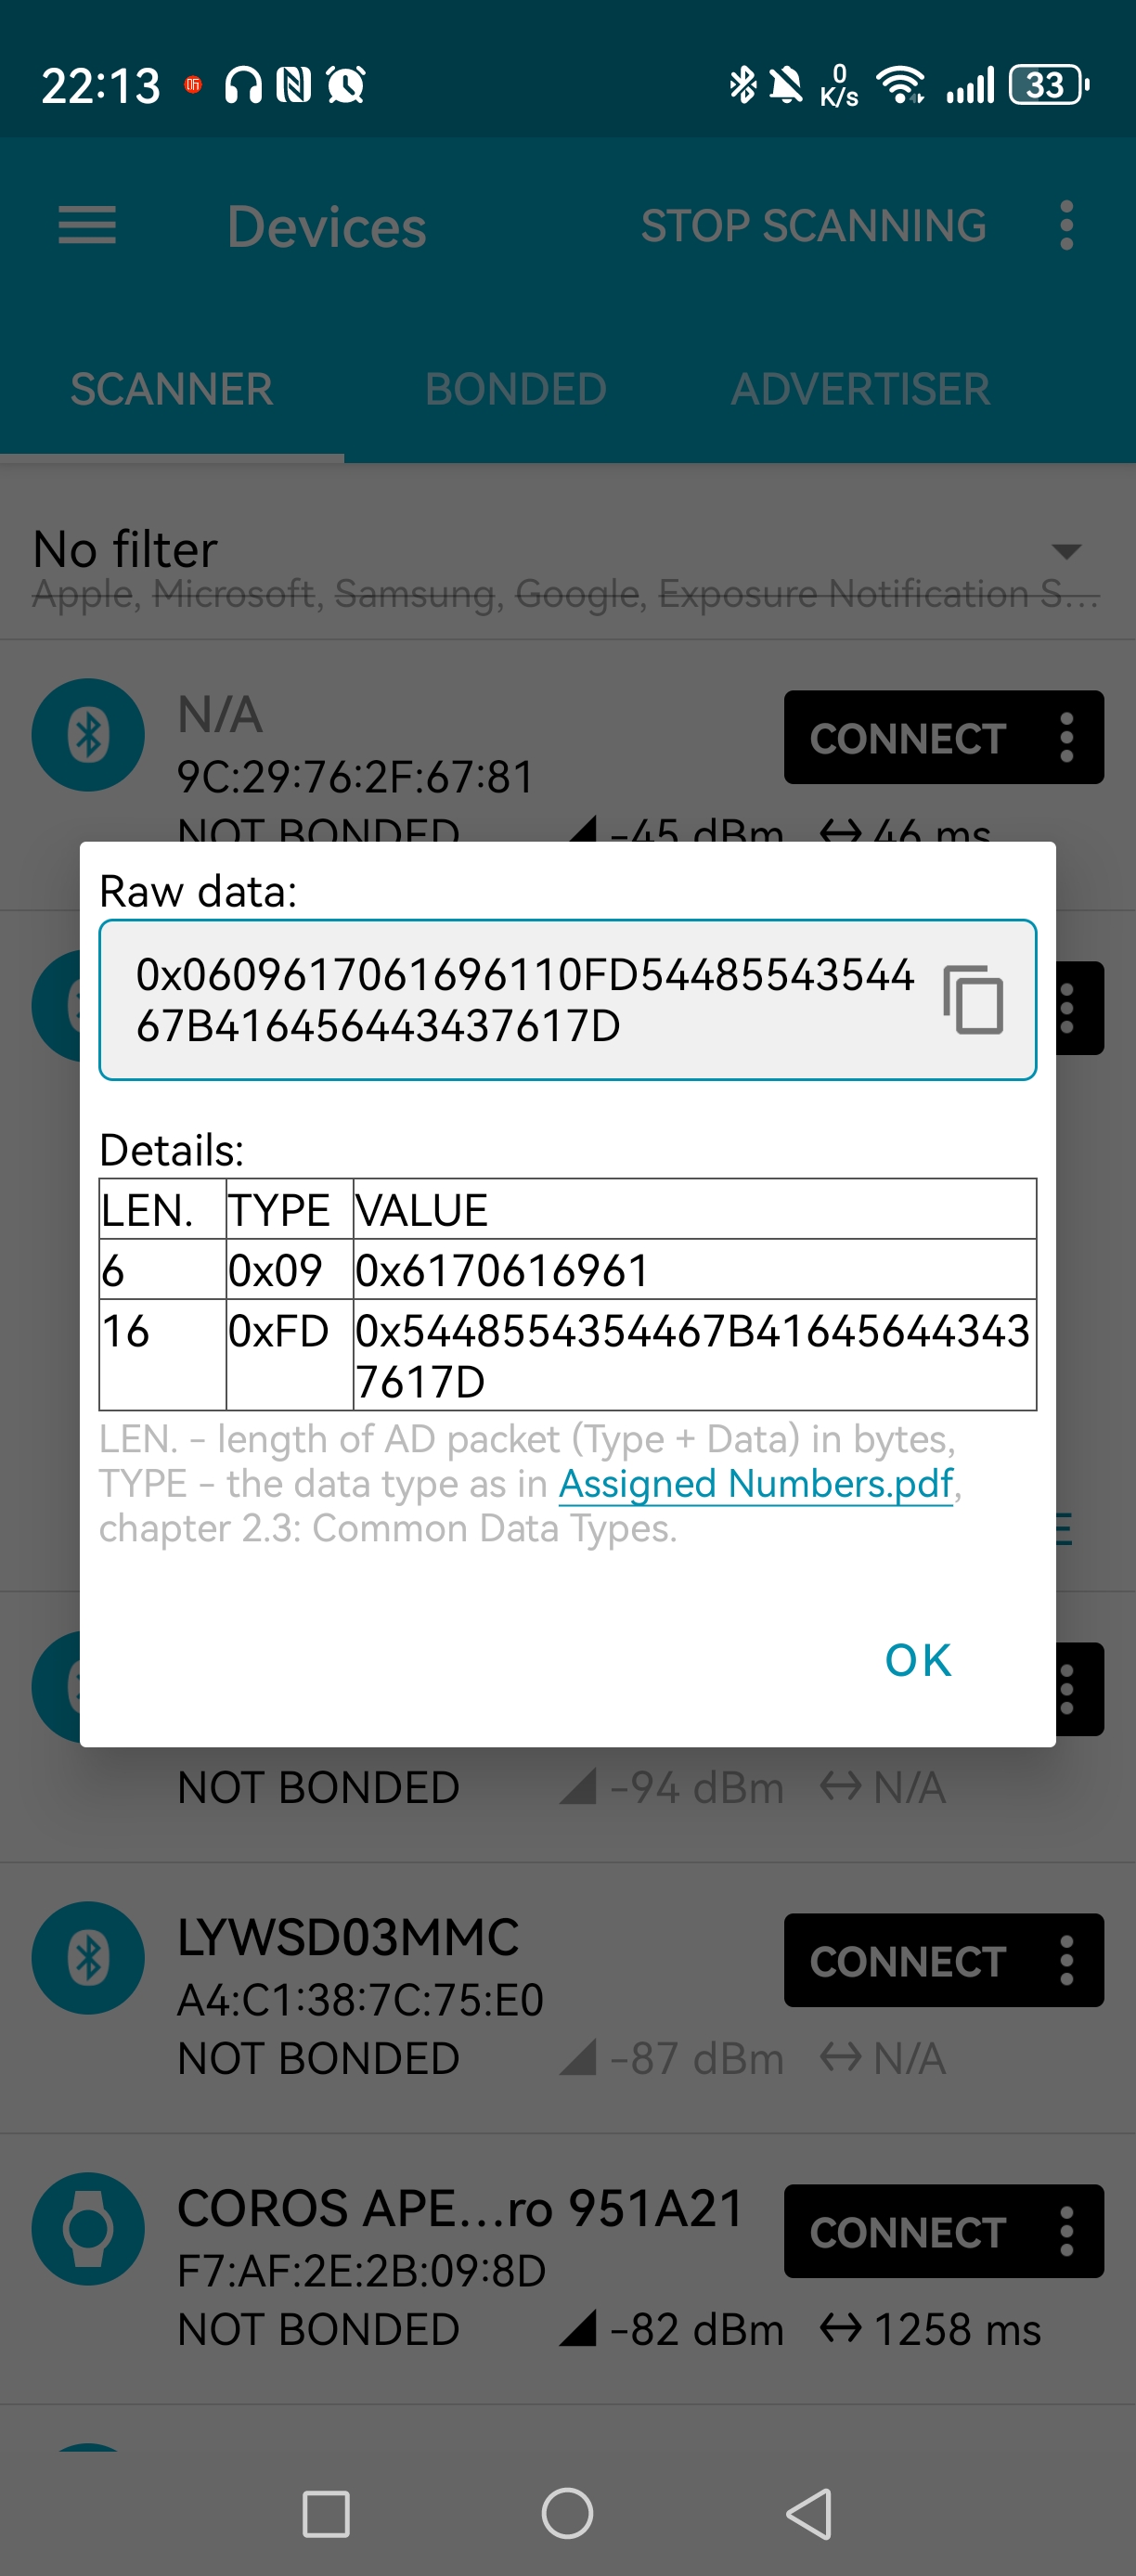 22:13
0
K/s
33
Devices
STOP SCANNING
SCANNER
BONDED
ADVERTISER
No filter
Apple, Microsoft, Samsung, Google, Exposure Notification S...
N/A
CONNECT
9C:29:76:2F:67:81
NOT BONDED
-45 dBm
46 ms
Raw data:
0x0609617061696110FD54485543544
67B416456443437617D
Details:
LEN. TYPE VALUE
6 0x09 0x6170616961
16 0xFD 0x5448554354467B41645644343
7617D
LEN. - length of AD packet (Type + Data) in bytes,
TYPE - the data type as in Assigned Numbers.pdf,
chapter 2.3: Common Data Types.
OK
NOT BONDED
-94 dBm
N/A
LYWSD03MMC
CONNECT
A4:C1:38:7C:75:E0
NOT BONDED
-87 dBm
N/A
COROS APE...ro 951A21
CONNECT
F7:AF:2E:2B:09:8D
NOT BONDED
-82 dBm
1258 ms